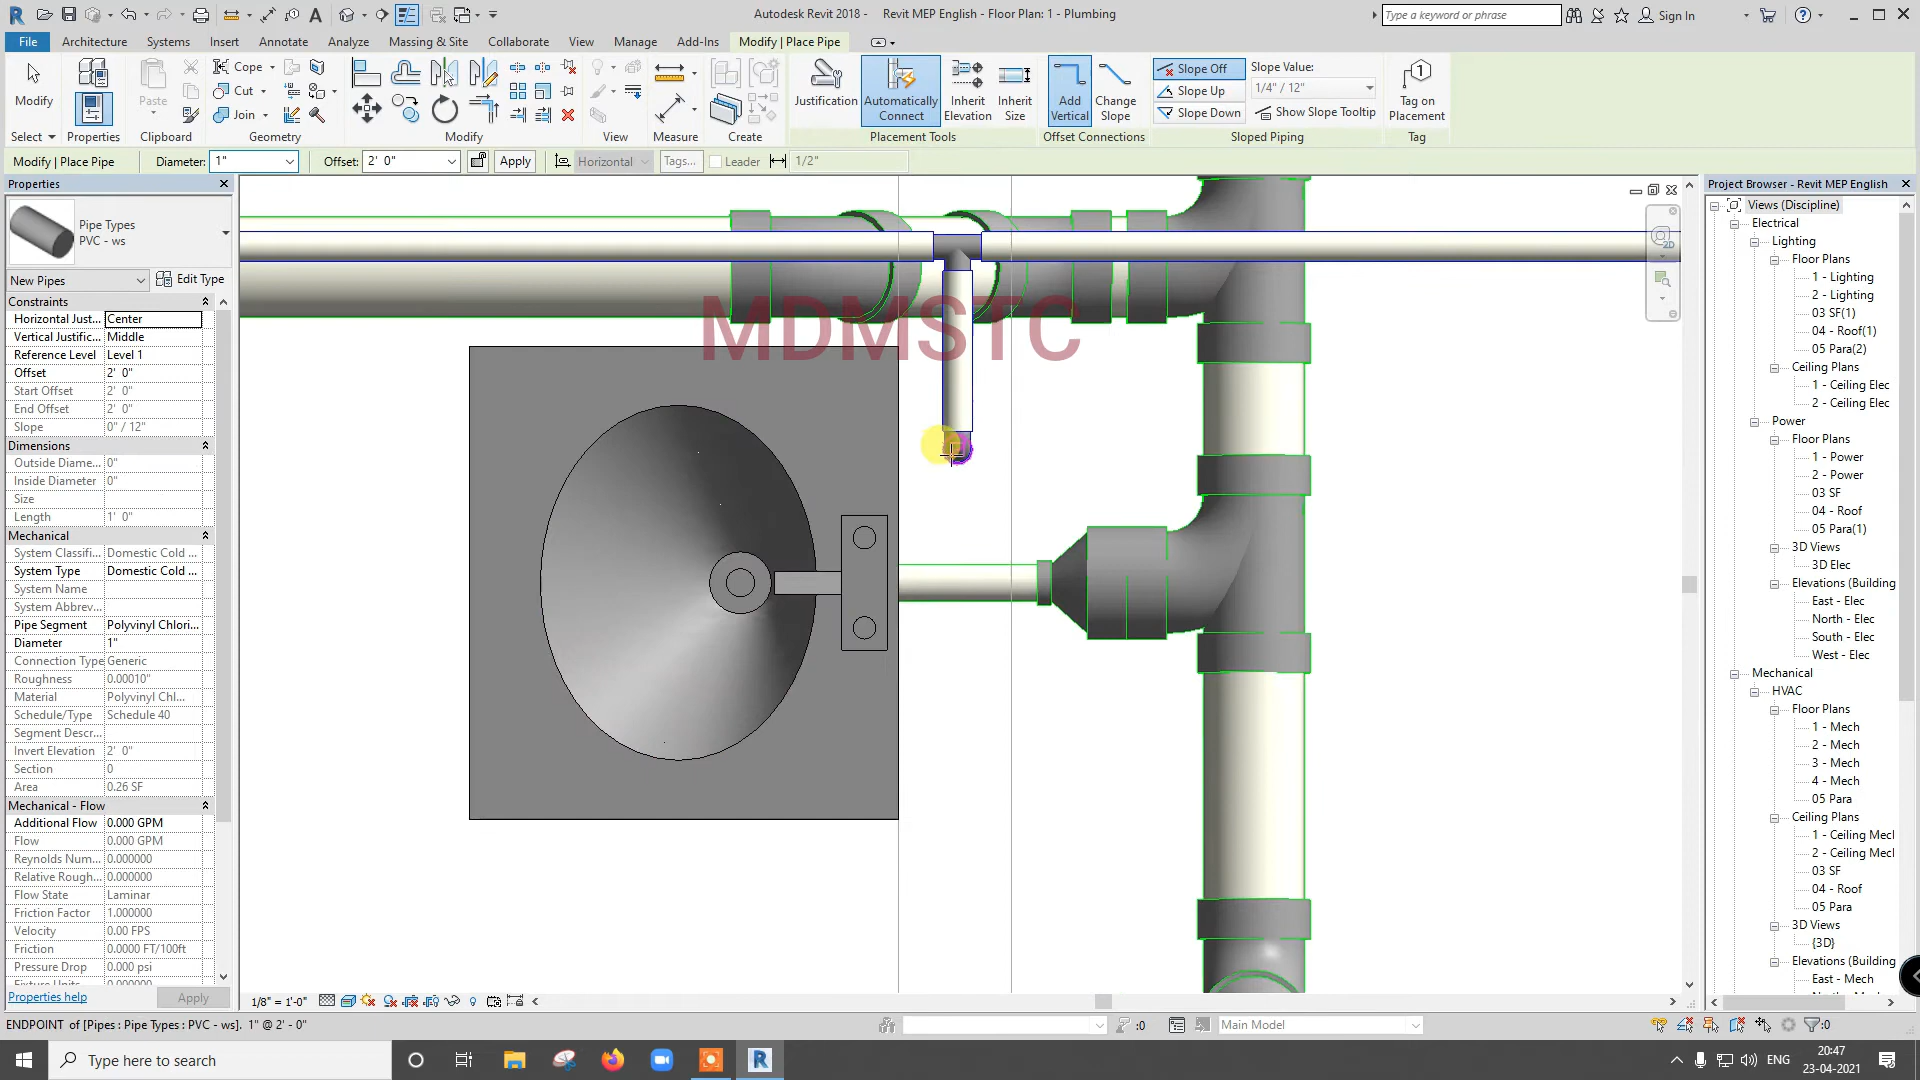 Autodesk Revit 2018 - Revit MEP English - Floor Plan: 1 - Plumbing
Type a keyword or phrase
Sign In
File
Architecture
Systems
Insert
Annotate
Analyze
Massing & Site
Collaborate
View
Manage
Add-Ins
Modify | Place Pipe
Modify
Select
Properties
Paste
Clipboard
Cope
Cut
Join
Geometry
Modify
View
Measure
Create
Justification
Automatically Connect
Inherit Elevation
Inherit Size
Placement Tools
Add Vertical
Change Slope
Offset Connections
Slope Off
Slope Up
Slope Down
Slope Value:
1/4" / 12"
Show Slope Tooltip
Sloped Piping
Tag on Placement
Tag
Modify | Place Pipe
Diameter: 1"
Offset: 2' 0"
Apply
Horizontal
Tags...
Leader
1/2"
Properties
Pipe Types
PVC - ws
New Pipes
Edit Type
Constraints
Horizontal Just... Center
Vertical Justific... Middle
Reference Level Level 1
Offset 2' 0"
Start Offset 2' 0"
End Offset 2' 0"
Slope 0" / 12"
Dimensions
Outside Diame... 0"
Inside Diameter 0"
Size
Length 1' 0"
Mechanical
System Classifi... Domestic Cold ...
System Type Domestic Cold ...
System Name
System Abbrev...
Pipe Segment Polyvinyl Chlori...
Diameter 1"
Connection Type Generic
Roughness 0.00010"
Material Polyvinyl Chl...
Schedule/Type Schedule 40
Segment Descr...
Invert Elevation 2' 0"
Section 0
Area 0.26 SF
Mechanical - Flow
Additional Flow 0.000 GPM
Flow 0.000 GPM
Reynolds Num... 0.000000
Relative Rough... 0.000000
Flow State Laminar
Friction Factor 1.000000
Velocity 0.00 FPS
Friction 0.0000 FT/100ft
Pressure Drop 0.000 psi
Properties help
Apply
MDMSTC
2D
Project Browser - Revit MEP English
Views (Discipline)
Electrical
Lighting
Floor Plans
1 - Lighting
2 - Lighting
03 SF(1)
04 - Roof(1)
05 Para(2)
Ceiling Plans
1 - Ceiling Elec
2 - Ceiling Elec
Power
Floor Plans
1 - Power
2 - Power
03 SF
04 - Roof
05 Para(1)
3D Views
3D Elec
Elevations (Building
East - Elec
North - Elec
South - Elec
West - Elec
Mechanical
HVAC
Floor Plans
1 - Mech
2 - Mech
3 - Mech
4 - Mech
05 Para
Ceiling Plans
1 - Ceiling Mecl
2 - Ceiling Mecl
03 SF
04 - Roof
05 Para
3D Views
{3D}
Elevations (Building
East - Mech
1/8" = 1'-0"
ENDPOINT of [Pipes : Pipe Types : PVC - ws]. 1" @ 2' - 0"
:0
Main Model
:0
Type here to search
ENG
20:47
23-04-2021